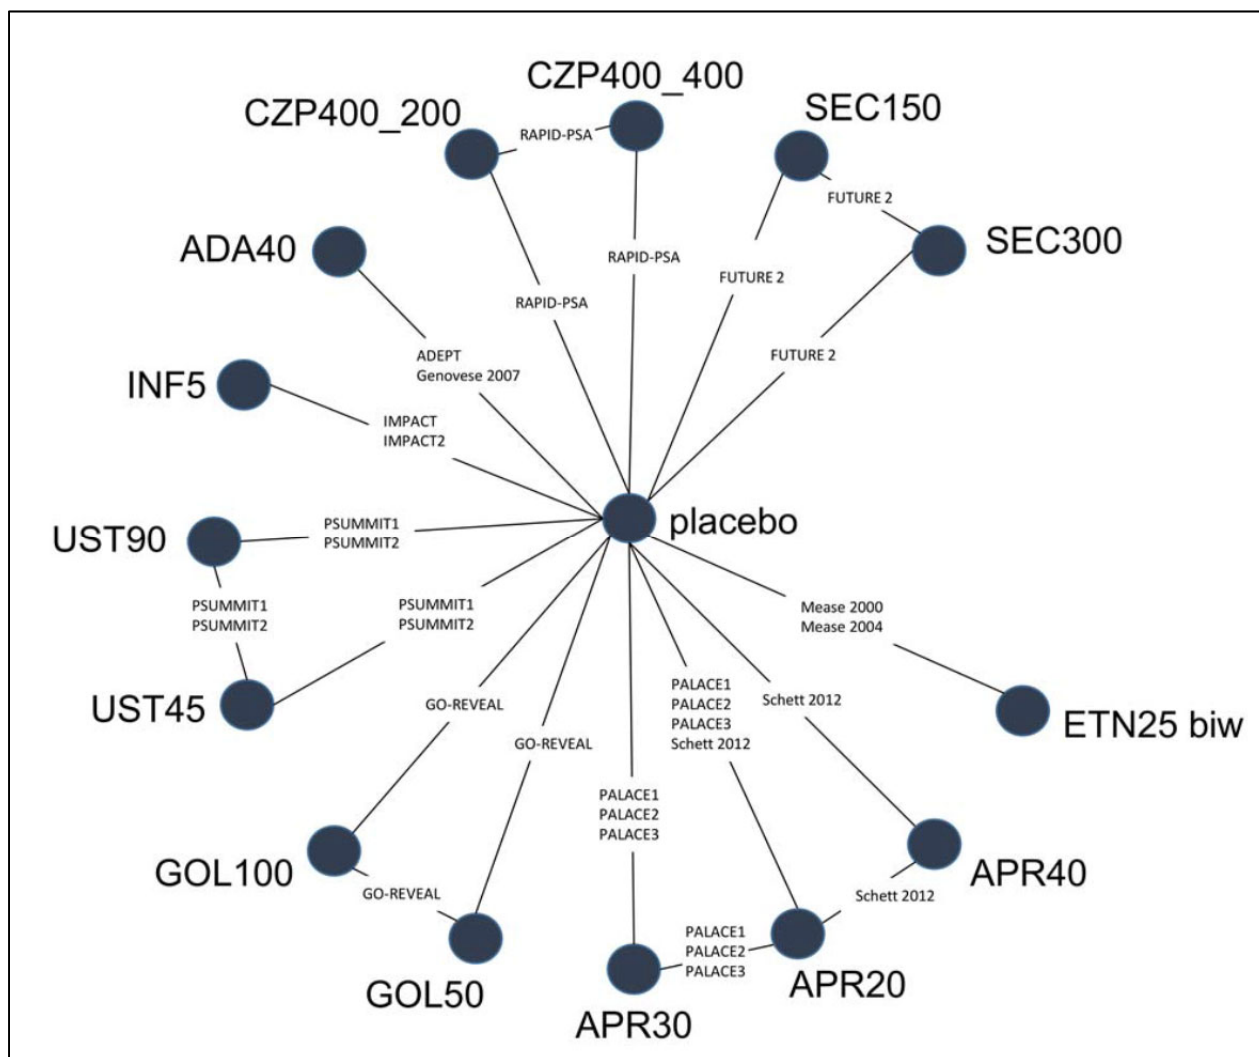 CZP400_400
CZP400_200
SEC150
RAPID-PSA
FUTURE 2
ADA40
SEC300
RAPID-PSA
FUTURE 2
RAPID-PSA
ADEPT
Genovese 2007
FUTURE 2
INF5
IMPACT
IMPACT2
placebo
UST90
PSUMMIT1
PSUMMIT2
PSUMMIT1
PSUMMIT2
PSUMMIT1
PSUMMIT2
Mease 2000
Mease 2004
UST45
GO-REVEAL
PALACE1
PALACE2
PALACE3
Schett 2012
Schett 2012
ETN25 biw
GO-REVEAL
PALACE1
PALACE2
PALACE3
GOL100
GO-REVEAL
APR40
Schett 2012
PALACE1
PALACE2
PALACE3
GOL50
APR20
APR30